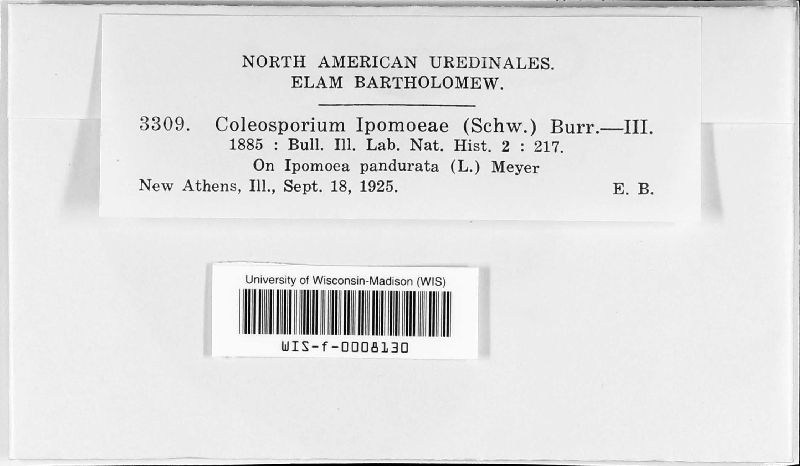 NORTH AMERICAN UREDINALES.
ELAM BARTHOLOMEW.
3309. Coleosporium Ipomoeae (Schw.) Burr.—III.
1885 : Bull. Ill. Lab. Nat. Hist. 2 : 217.
On Ipomoea pandurata (L.) Meyer
New Athens, Ill., Sept. 18, 1925. E. B.
University of Wisconsin-Madison (WIS)
WIS-f-0008130